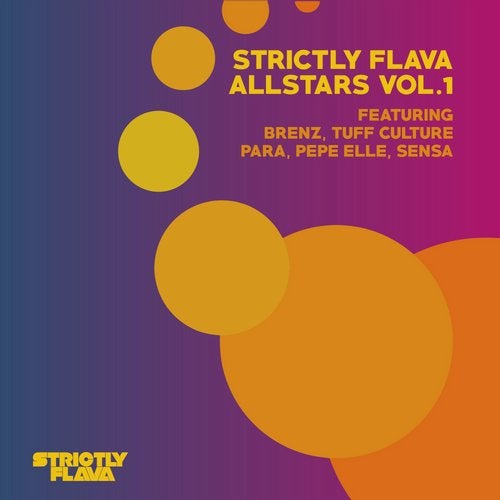 STRICTLY FLAVA
ALLSTARS VOL.1
FEATURING
BRENZ, TUFF CULTURE
PARA, PEPE ELLE, SENSA
STRICTLY
FLAVA